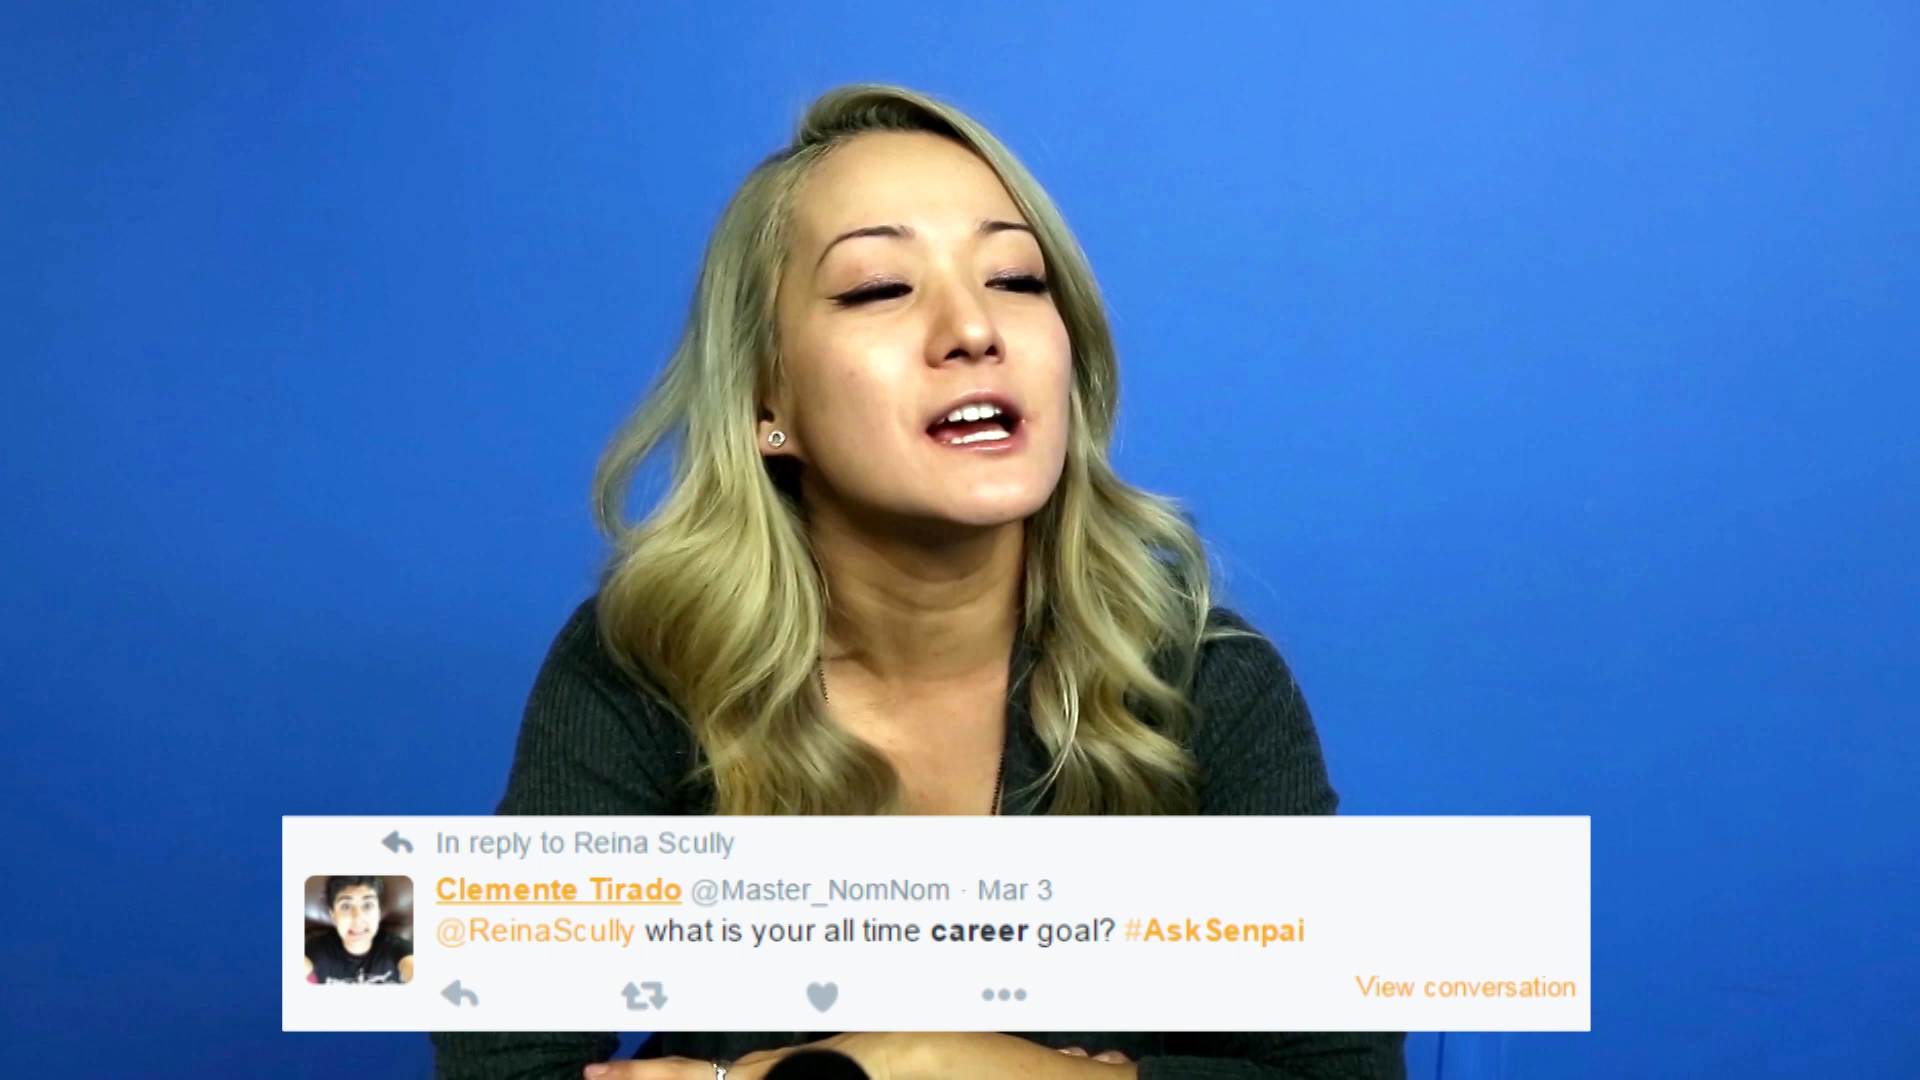 In reply to Reina Scully
Clemente Tirado @Master_NomNom · Mar 3
@ReinaScully what is your all time career goal? #AskSenpai
View conversation